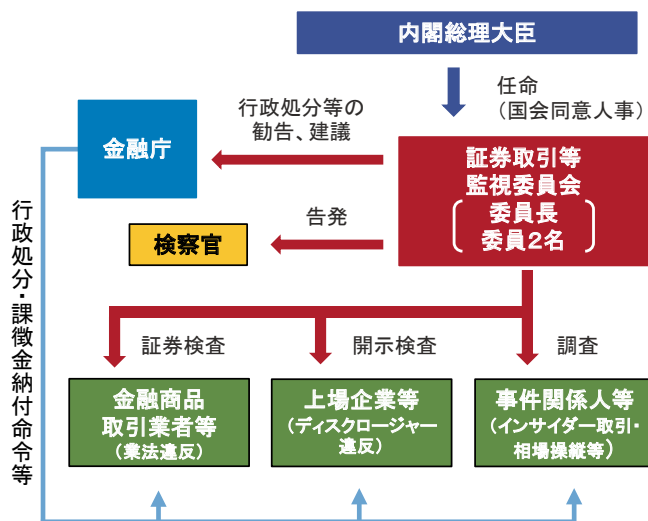 内閣総理大臣
任命
(国会同意人事)
行政処分等の
勧告、建議
金融庁
証券取引等
監視委員会
委員長
委員2名
告発
検察官
行政処分・課徴金納付命令等
証券検査
開示検査
調査
金融商品
取引業者等
(業法違反)
上場企業等
(ディスクロージャー
違反)
事件関係人等
(インサイダー取引・
相場操縦等)